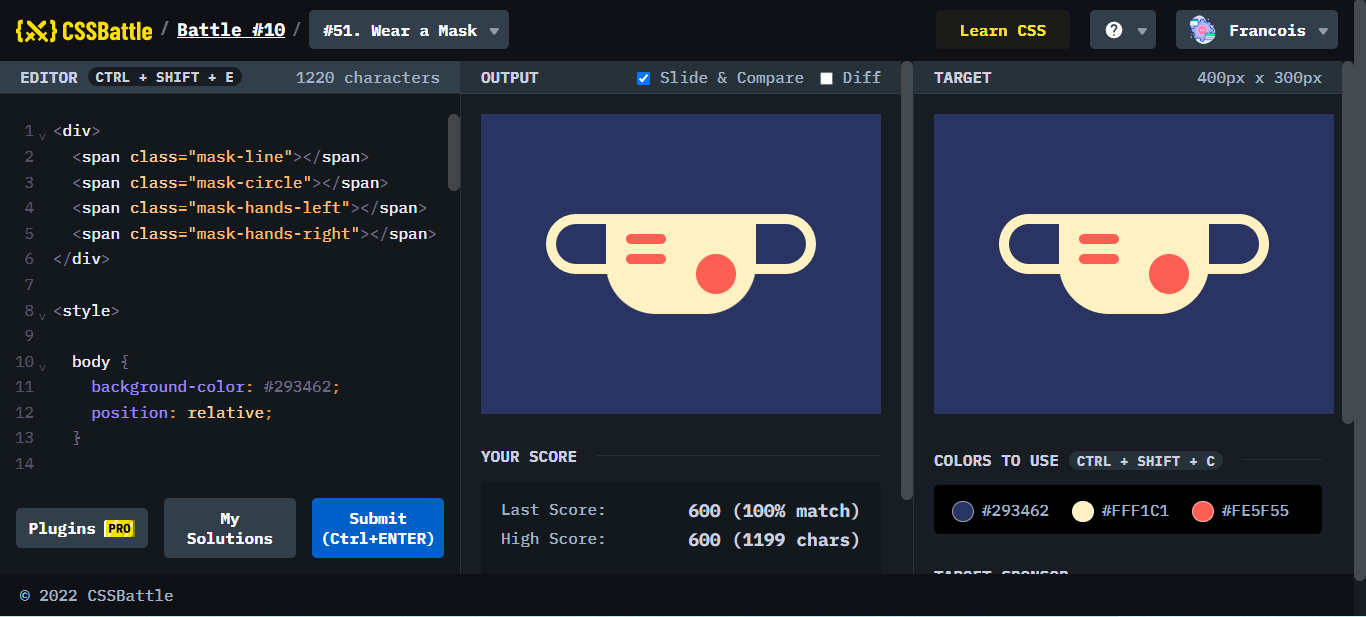 {X} CSSBattle / Battle #10 / #51. Wear a Mask Learn CSS ? Francois
EDITOR CTRL + SHIFT + E 1220 characters
1 <div>
2 <span class="mask-line"></span>
3 <span class="mask-circle"></span>
4 <span class="mask-hands-left"></span>
5 <span class="mask-hands-right"></span>
6 </div>
7
8 <style>
9
10 body {
11 background-color: #293462;
12 position: relative;
13 }
14
Plugins PRO
My
Solutions
Submit
(Ctrl+ENTER)
OUTPUT Slide & Compare Diff
YOUR SCORE
Last Score: 600 (100% match)
High Score: 600 (1199 chars)
TARGET 400px x 300px
COLORS TO USE CTRL + SHIFT + C
#293462 #FFF1C1 #FE5F55
TARGET SPONSOR
© 2022 CSSBattle